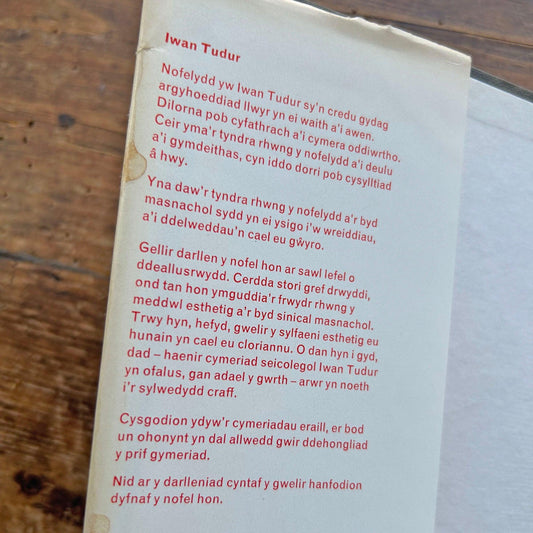 Iwan Tudur
Nofelydd yw Iwan Tudur sy'n credu gydag
argyhoeddiad llwyr yn ei waith a'i awen.
Dilorna pob cyfathrach a'i cymera oddiwrtho.
Ceir yma'r tyndra rhwng y nofelydd a'i deulu
a'i gymdeithas, cyn iddo dorri pob cysylltiad
â hwy.
Yna daw'r tyndra rhwng y nofelydd a'r byd
masnachol sydd yn ei ysigo i'w wreiddiau,
a'i ddelweddau'n cael eu gŵyro.
Gellir darllen y nofel hon ar sawl lefel o
ddeallusrwydd. Cerdda stori gref drwyddi,
ond tan hon ymguddia'r frwydr rhwng y
meddwl esthetig a'r byd sinical masnachol.
Trwy hyn, hefyd, gwelir y sylfaeni esthetig eu
hunain yn cael eu cloriannu. O dan hyn i gyd,
dad – haenir cymeriad seicolegol Iwan Tudur
yn ofalus, gan adael y gwrth – arwr yn noeth
i'r sylwedydd craff.
Cysgodion ydyw'r cymeriadau eraill, er bod
un ohonynt yn dal allwedd gwir ddehongliad
y prif gymeriad.
Nid ar y darlleniad cyntaf y gwelir hanfodion
dyfnaf y nofel hon.